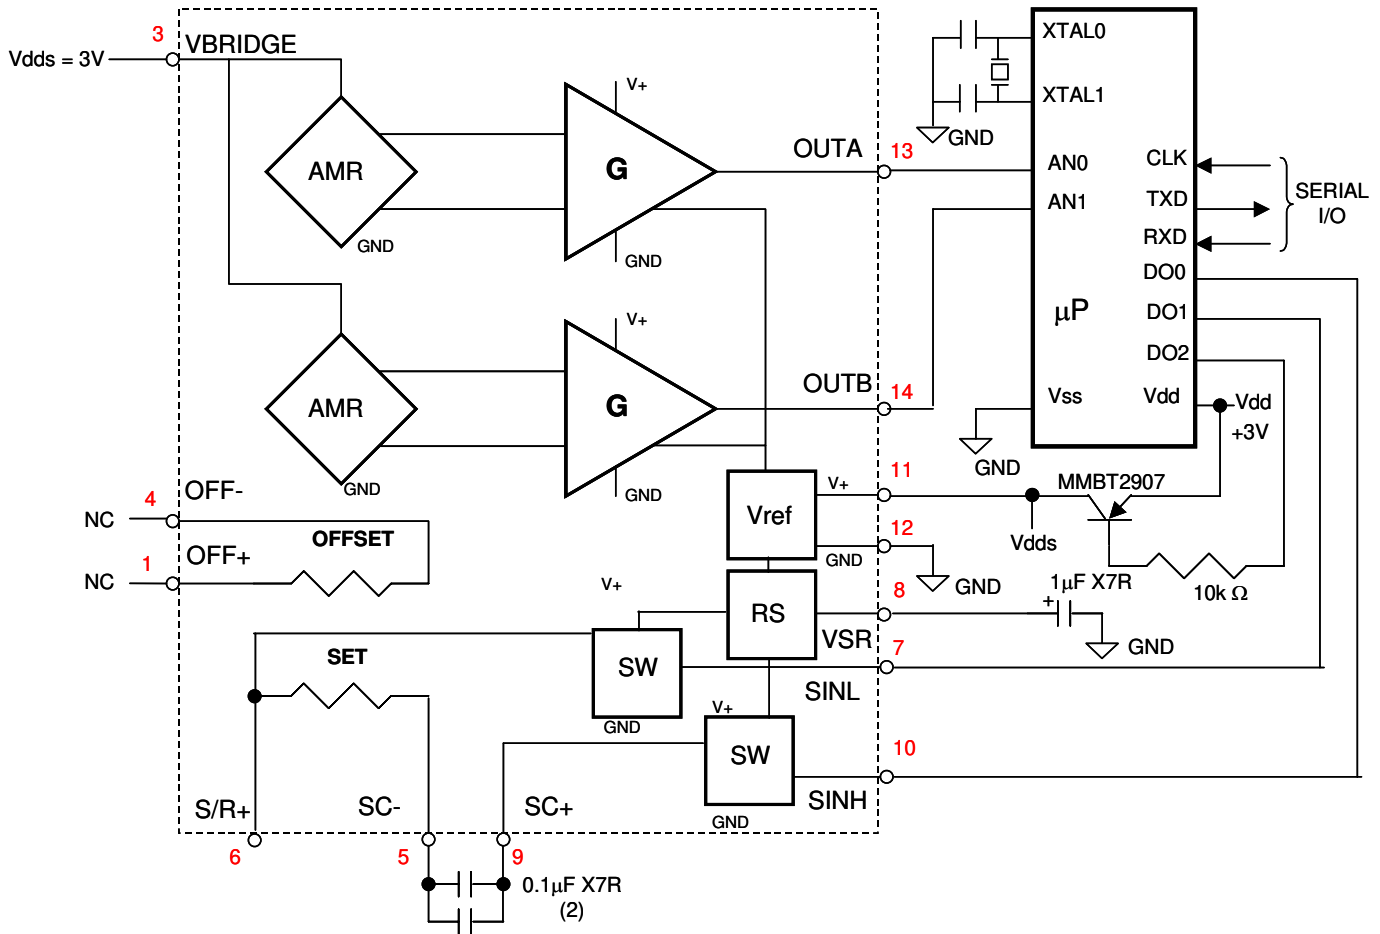 3
VBRIDGE
Vdds = 3V
AMR
GND
V+
G
GND
OUTA
13
XTAL0
XTAL1
GND
AN0
AN1
CLK
TXD
RXD
SERIAL
I/O
DO0
DO1
DO2
µP
Vss
Vdd
GND
Vdd
+3V
AMR
GND
V+
G
GND
OUTB
14
4
OFF-
NC
OFFSET
1
OFF+
NC
11
V+
Vref
12
GND
GND
MMBT2907
Vdds
10k Ω
1µF X7R
+
GND
8
V+
RS
VSR
7
SET
SW
GND
SINL
V+
SW
GND
10
SINH
S/R+
SC-
SC+
6
5
9
0.1µF X7R
(2)